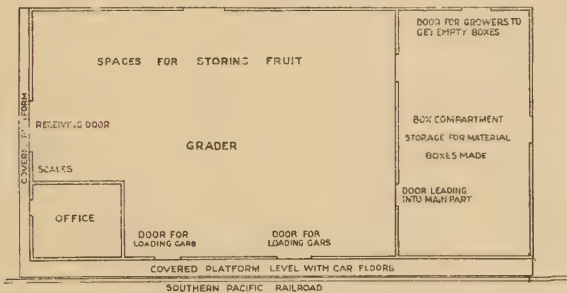 DOOR FOR GROWERS TO
GET EMPTY BOXES
SPACES FOR STORING FRUIT
COVERED PLATFORM
RECEIVING DOOR
GRADER
BOX COMPARTMENT
STORAGE FOR MATERIAL
BOXES MADE
SCALES
OFFICE
DOOR LEADING
INTO MAIN PART
DOOR FOR
LOADING CARS
DOOR FOR
LOADING CARS
COVERED PLATFORM LEVEL WITH CAR FLOORS
SOUTHERN PACIFIC RAILROAD